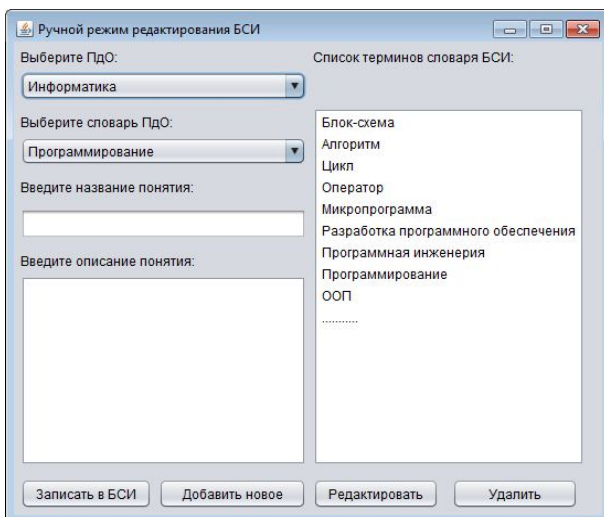 Ручной режим редактирования БСИ
Выберите ПдО:
Информатика
Выберите словарь ПдО:
Программирование
Введите название понятия:
Введите описание понятия:
Список терминов словаря БСИ:
Блок-схема
Алгоритм
Цикл
Оператор
Микропрограмма
Разработка программного обеспечения
Программная инженерия
Программирование
ООП
...........
Записать в БСИ
Добавить новое
Редактировать
Удалить